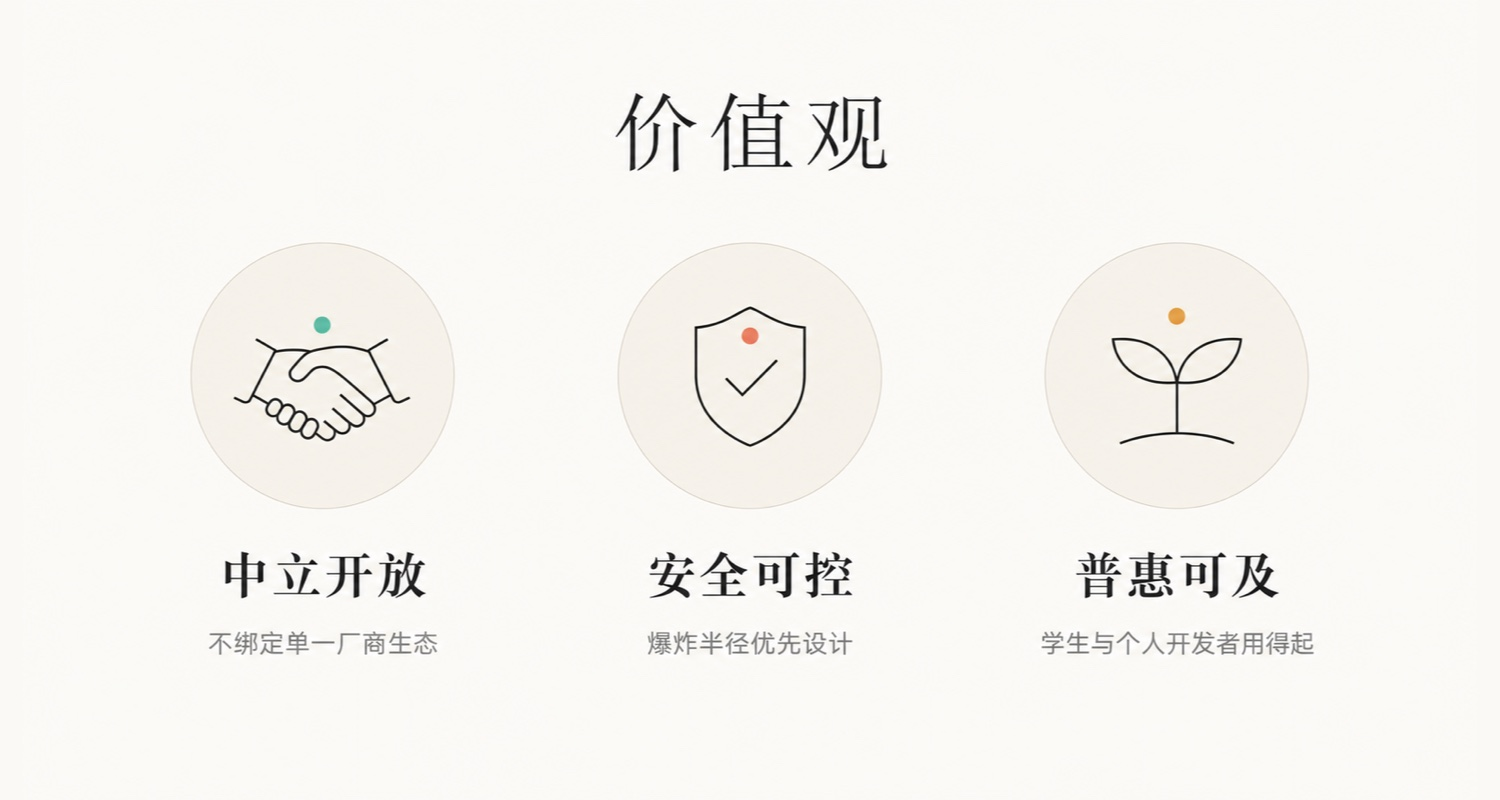 价值观
中立开放
不绑定单一厂商生态
安全可控
爆炸半径优先设计
普惠可及
学生与个人开发者用得起